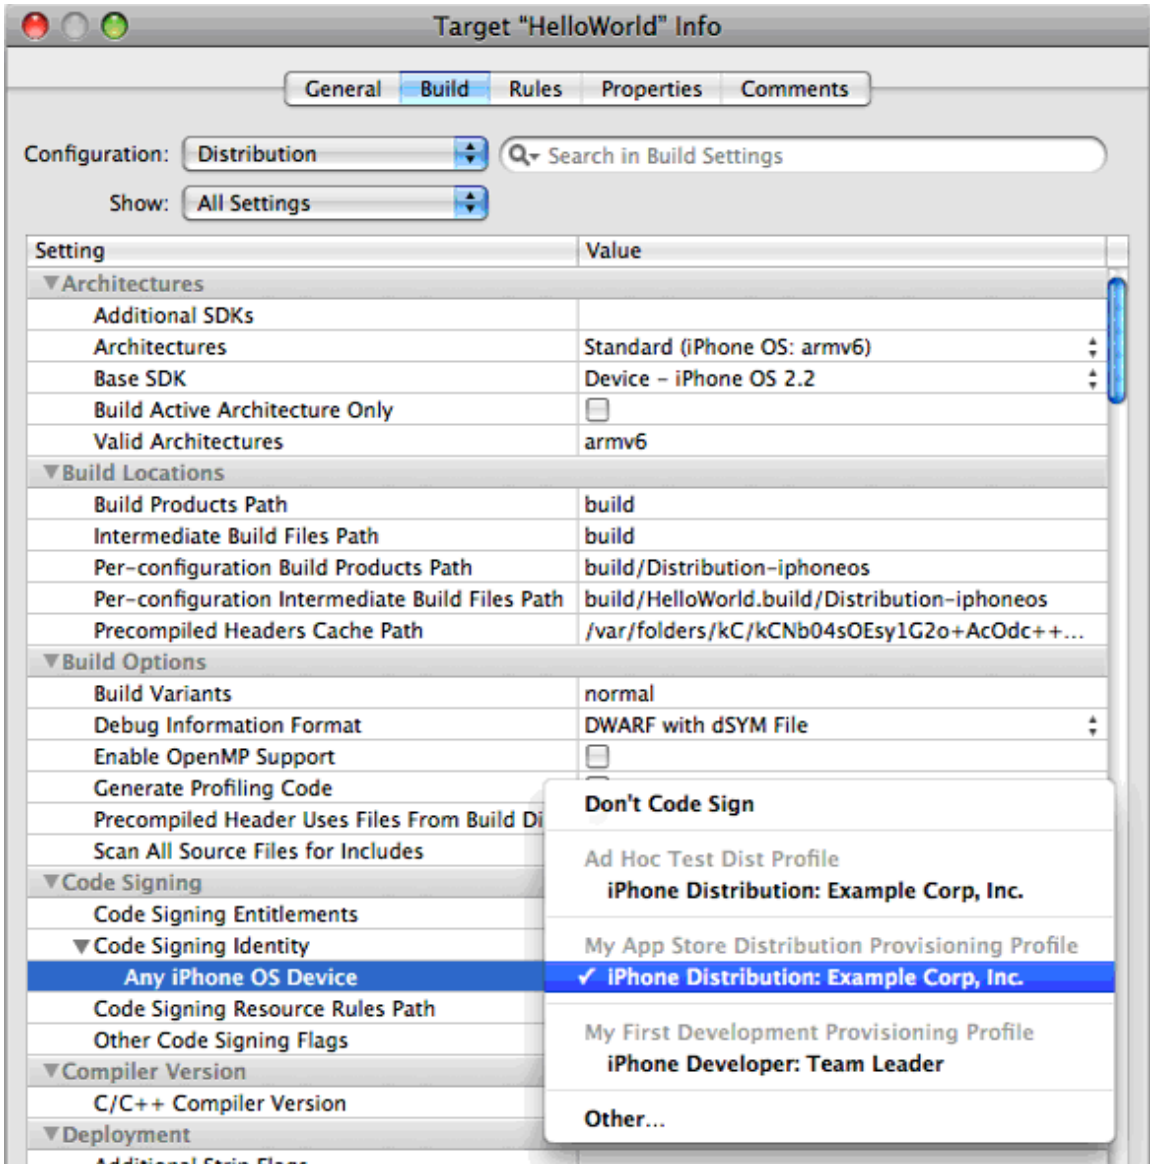 Target “HelloWorld” Info
General Build Rules Properties Comments
Configuration: Distribution Search in Build Settings
Show: All Settings
Setting Value
Architectures
Additional SDKs
Architectures Standard (iPhone OS: armv6)
Base SDK Device – iPhone OS 2.2
Build Active Architecture Only
Valid Architectures armv6
Build Locations
Build Products Path build
Intermediate Build Files Path build
Per-configuration Build Products Path build/Distribution-iphoneos
Per-configuration Intermediate Build Files Path build/HelloWorld.build/Distribution-iphoneos
Precompiled Headers Cache Path /var/folders/kC/kCNb04sOEsy1G2o+AcOdc++...
Build Options
Build Variants normal
Debug Information Format DWARF with dSYM File
Enable OpenMP Support
Generate Profiling Code
Precompiled Header Uses Files From Build Di
Scan All Source Files for Includes
Code Signing
Code Signing Entitlements
Code Signing Identity
Any iPhone OS Device
Code Signing Resource Rules Path
Other Code Signing Flags
Compiler Version
C/C++ Compiler Version
Deployment
Don't Code Sign
Ad Hoc Test Dist Profile
iPhone Distribution: Example Corp, Inc.
My App Store Distribution Provisioning Profile
✓ iPhone Distribution: Example Corp, Inc.
My First Development Provisioning Profile
iPhone Developer: Team Leader
Other...